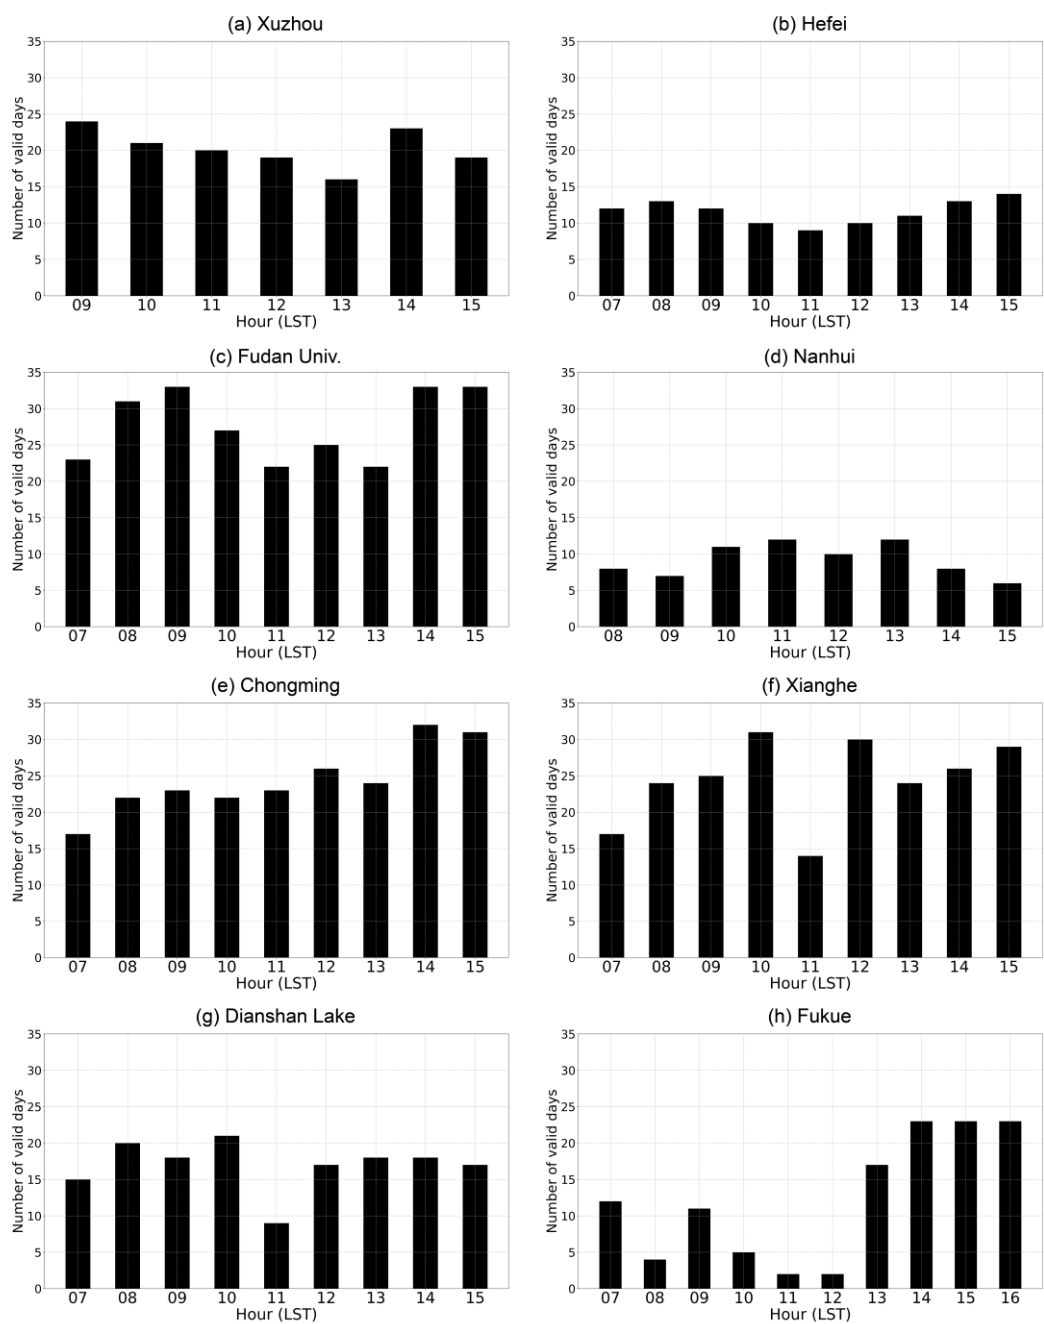 (a) Xuzhou
Number of valid days
35
30
25
20
15
10
5
0
09 10 11 12 13 14 15
Hour (LST)
(b) Hefei
Number of valid days
35
30
25
20
15
10
5
0
07 08 09 10 11 12 13 14 15
Hour (LST)
(c) Fudan Univ.
Number of valid days
35
30
25
20
15
10
5
0
07 08 09 10 11 12 13 14 15
Hour (LST)
(d) Nanhui
Number of valid days
35
30
25
20
15
10
5
0
08 09 10 11 12 13 14 15
Hour (LST)
(e) Chongming
Number of valid days
35
30
25
20
15
10
5
0
07 08 09 10 11 12 13 14 15
Hour (LST)
(f) Xianghe
Number of valid days
35
30
25
20
15
10
5
0
07 08 09 10 11 12 13 14 15
Hour (LST)
(g) Dianshan Lake
Number of valid days
35
30
25
20
15
10
5
0
07 08 09 10 11 12 13 14 15
Hour (LST)
(h) Fukue
Number of valid days
35
30
25
20
15
10
5
0
07 08 09 10 11 12 13 14 15 16
Hour (LST)